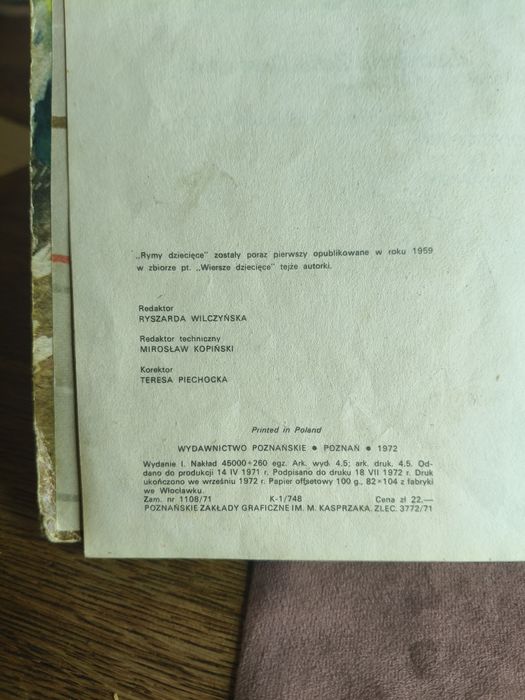 „Rymy dziecięce" zostały poraz pierwszy opublikowane w roku 1959
w zbiorze pt. „Wiersze dziecięce" tejże autorki.
Redaktor
RYSZARDA WILCZYŃSKA
Redaktor techniczny
MIROSŁAW KOPIŃSKI
Korektor
TERESA PIECHOCKA
Printed in Poland
WYDAWNICTWO POZNAŃSKIE ● POZNAŃ ● 1972
Wydanie I. Nakład 45000+260 egz. Ark. wyd. 4,5; ark. druk. 4,5. Od-
dano do produkcji 14 IV 1971 r. Podpisano do druku 18 VII 1972 r. Druk
ukończono we wrześniu 1972 r. Papier offsetowy 100 g., 82×104 z fabryki
we Włocławku.
Zam. nr 1108/71 K-1/748 Cena zł 22.—
POZNAŃSKIE ZAKŁADY GRAFICZNE IM. M. KASPRZAKA. ZLEC. 3772/71